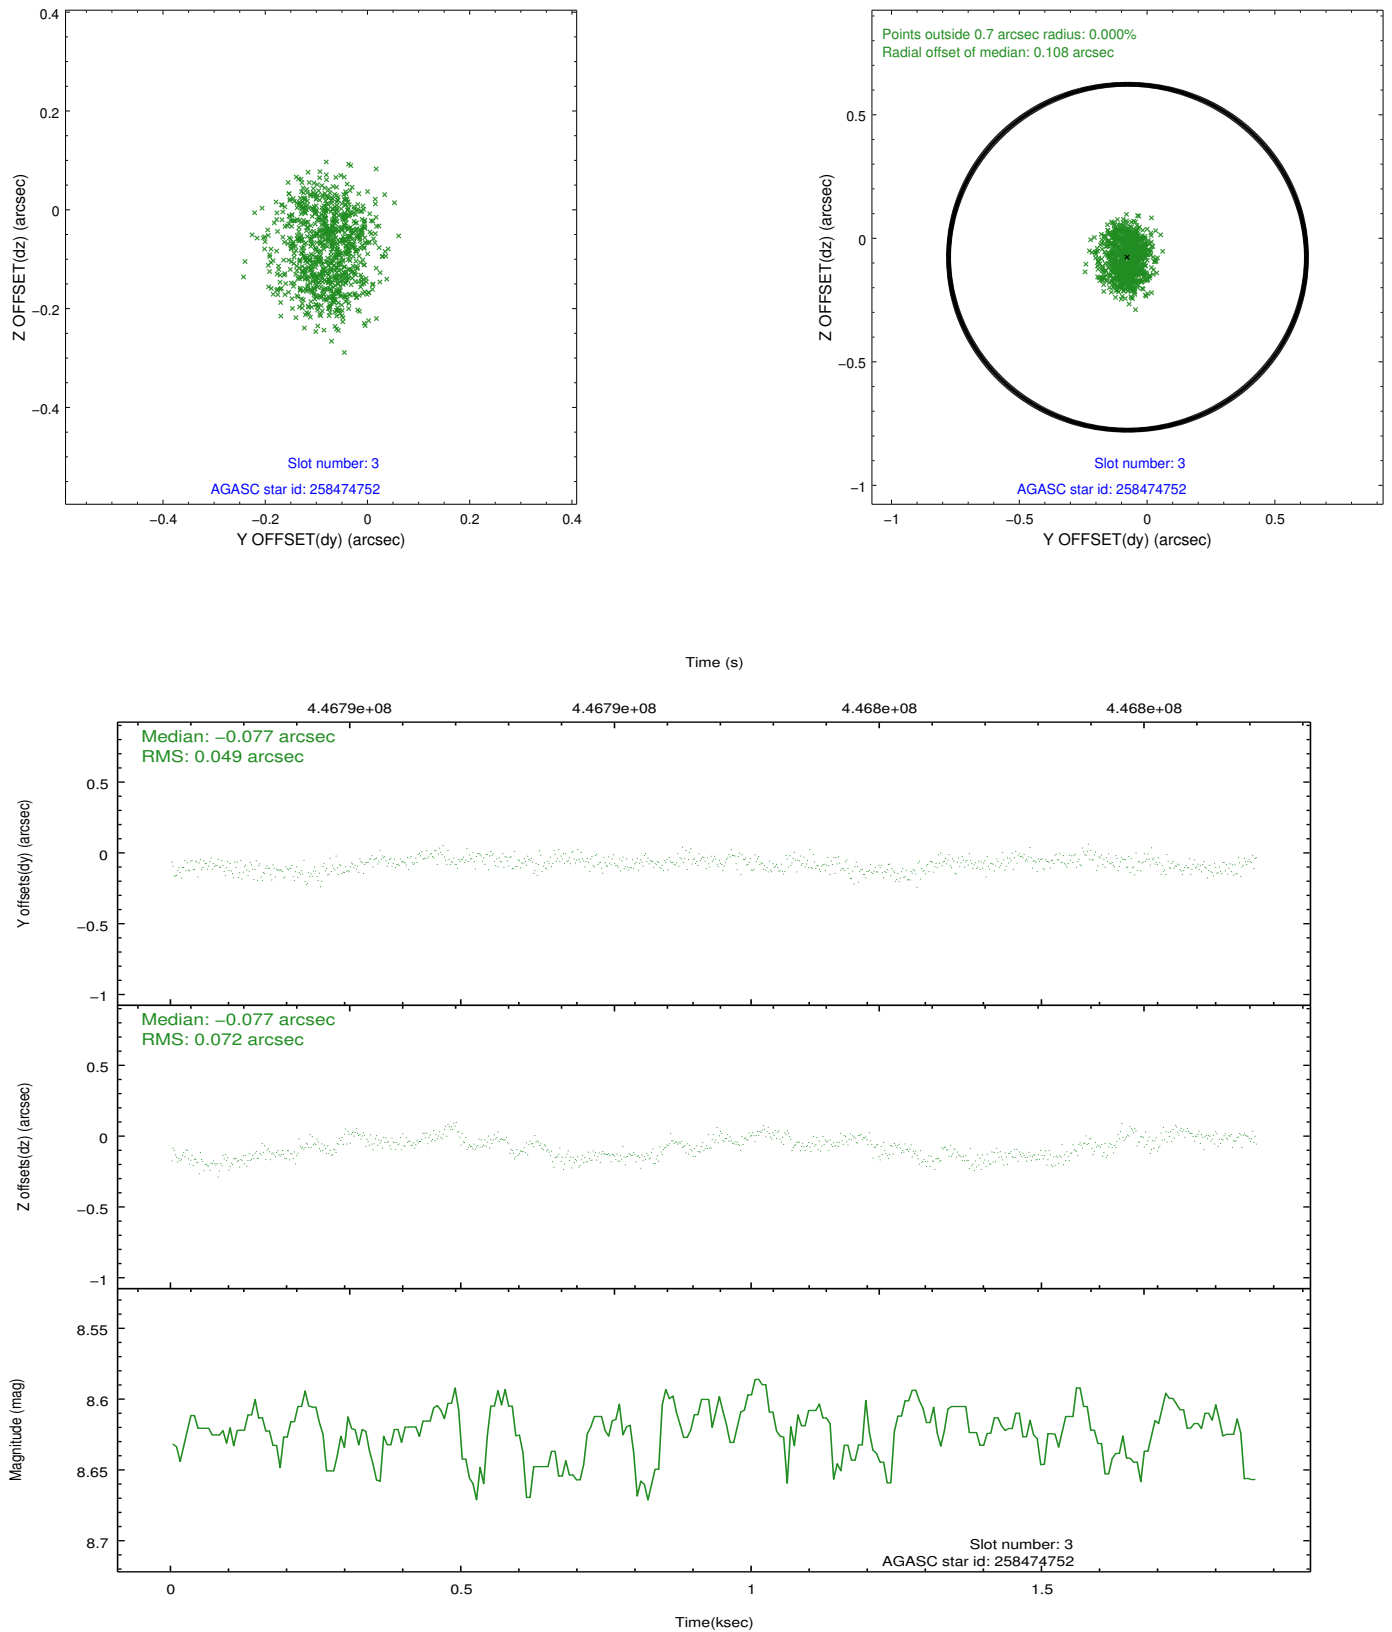 0.4
0.2
0
−0.2
−0.4
Z OFFSET(dz) (arcsec)
Slot number: 3
AGASC star id: 258474752
−0.4 −0.2 0 0.2 0.4
Y OFFSET(dy) (arcsec)
Points outside 0.7 arcsec radius: 0.000%
Radial offset of median: 0.108 arcsec
0.5
0
−0.5
−1
Z OFFSET(dz) (arcsec)
Slot number: 3
AGASC star id: 258474752
−1 −0.5 0 0.5
Y OFFSET(dy) (arcsec)
Time (s)
4.4679e+08 4.4679e+08 4.468e+08 4.468e+08
Median: −0.077 arcsec
RMS: 0.049 arcsec
0.5
0
−0.5
−1
Y offsets(dy) (arcsec)
Median: −0.077 arcsec
RMS: 0.072 arcsec
0.5
0
−0.5
−1
Z offsets(dz) (arcsec)
8.55
8.6
8.65
8.7
Magnitude (mag)
Slot number: 3
AGASC star id: 258474752
0 0.5 1 1.5
Time(ksec)